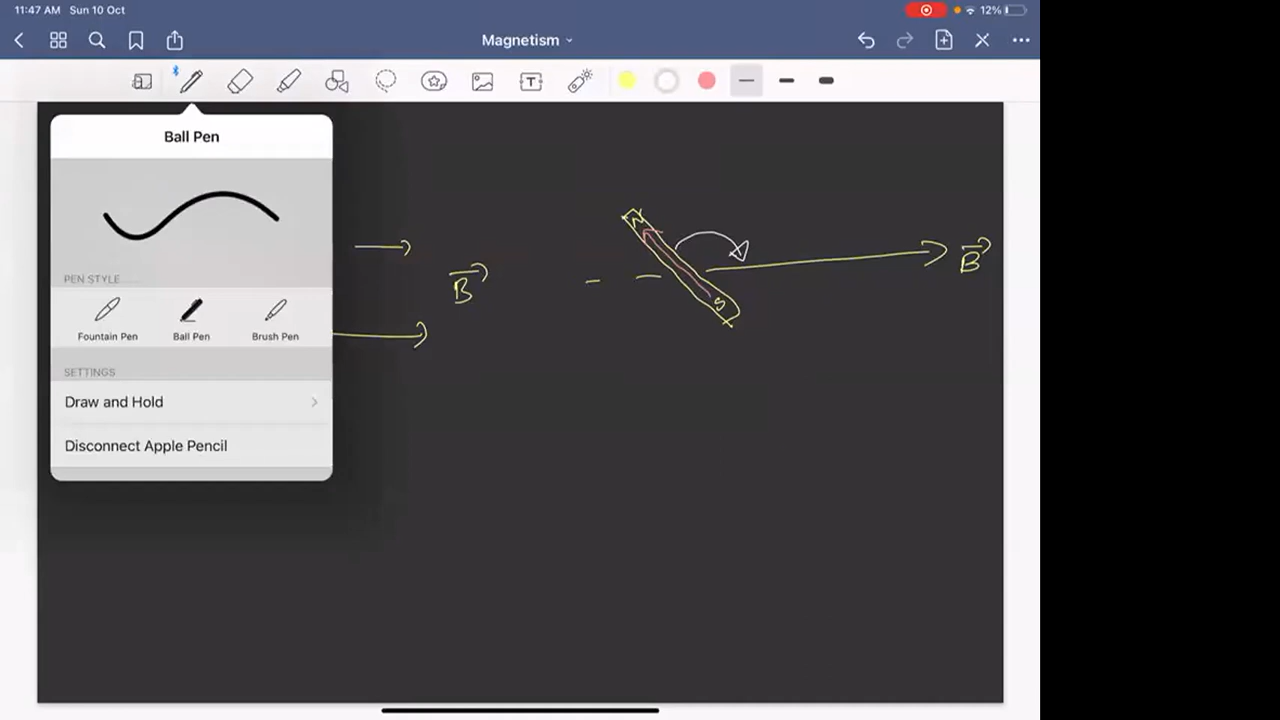 11:47 AM Sun 10 Oct
12%
Magnetism
T
Ball Pen
PEN STYLE
Fountain Pen Ball Pen Brush Pen
SETTINGS
Draw and Hold
Disconnect Apple Pencil
B
N
S
B